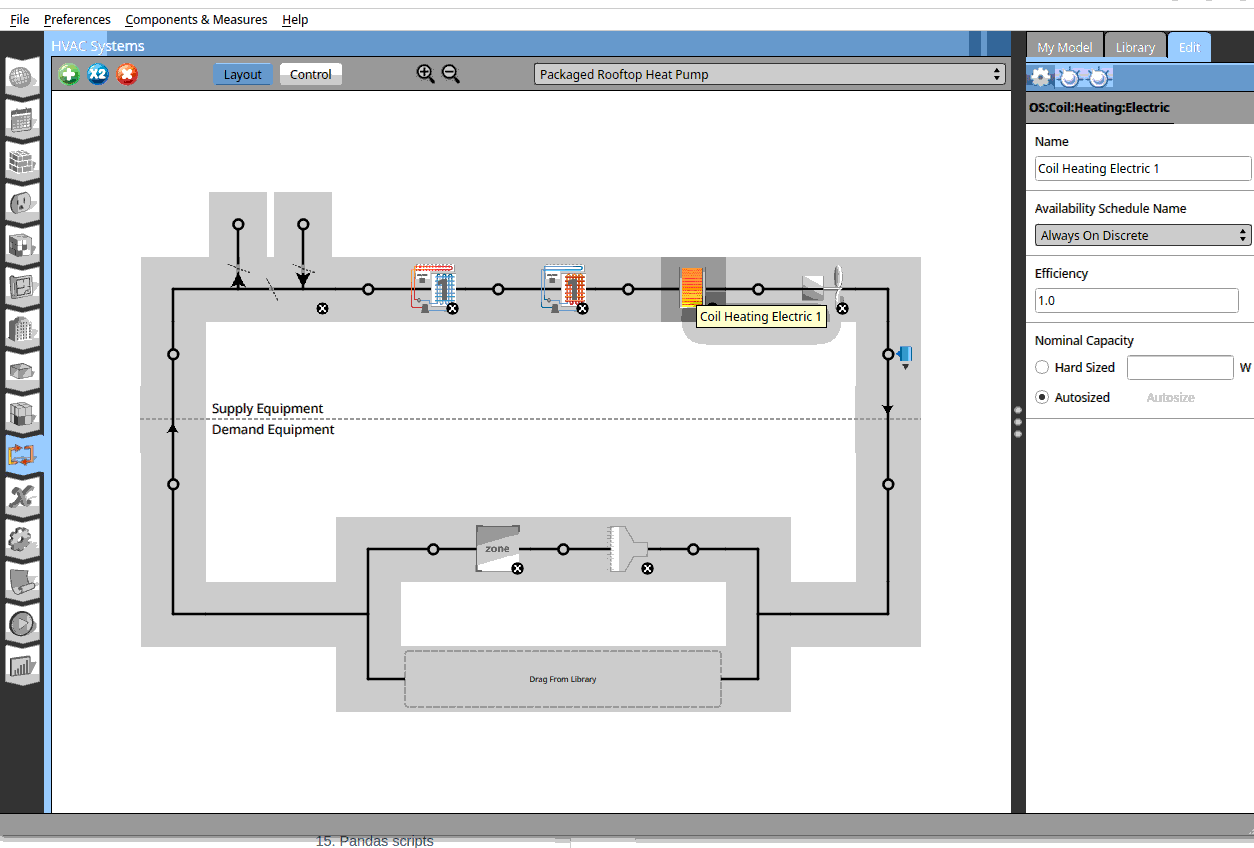 File Preferences Components & Measures Help
HVAC Systems
My Model Library Edit
Layout Control Packaged Rooftop Heat Pump
X2
OS:Coil:Heating:Electric
Name
Coil Heating Electric 1
Availability Schedule Name
Always On Discrete
Efficiency
1.0
Nominal Capacity
Hard Sized W
Autosized Autosize
1
1
Coil Heating Electric 1
Supply Equipment
Demand Equipment
zone
Drag From Library
15. Pandas scripts